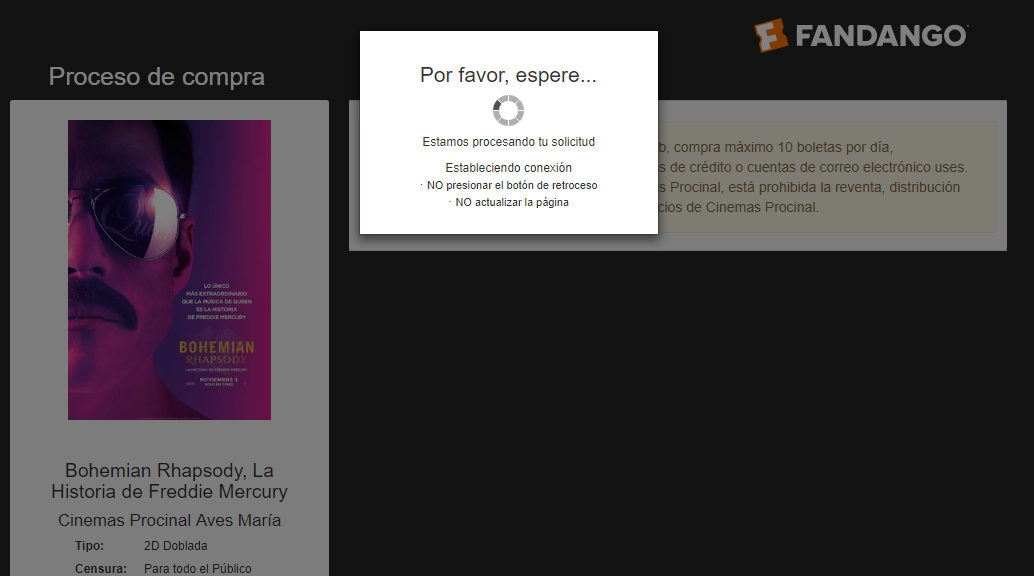 FANDANGO
Proceso de compra
Por favor, espere...
Estamos procesando tu solicitud
Estableciendo conexión
· NO presionar el botón de retroceso
· NO actualizar la página
b, compra máximo 10 boletas por día,
s de crédito o cuentas de correo electrónico uses.
s Procinal, está prohibida la reventa, distribución
cios de Cinemas Procinal.
LO ÚNICO
MÁS EXTRAORDINARIO
QUE LA MÚSICA DE QUEEN
ES LA HISTORIA
DE FREDDIE MERCURY
BOHEMIAN
RHAPSODY
LA HISTORIA DE FREDDIE MERCURY
NOVIEMBRE 1
SOLO EN CINES
Bohemian Rhapsody, La
Historia de Freddie Mercury
Cinemas Procinal Aves María
Tipo: 2D Doblada
Censura: Para todo el Público